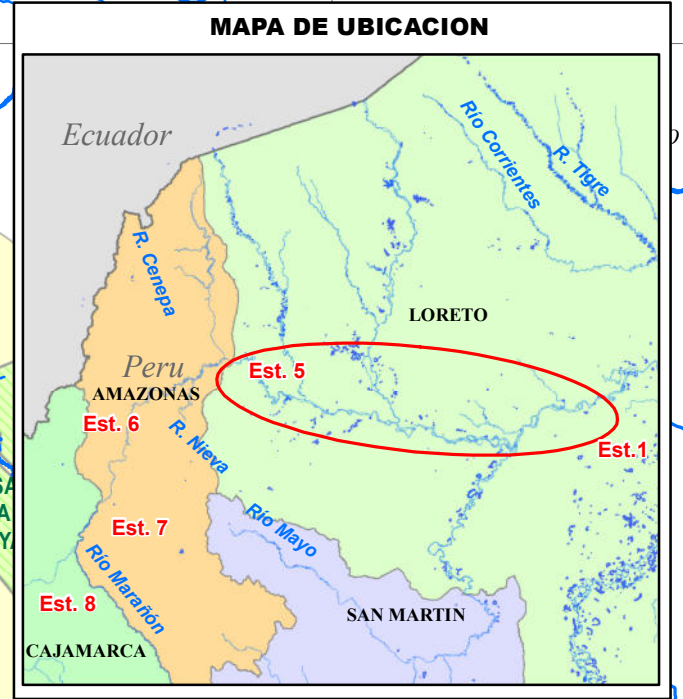 MAPA DE UBICACION
Ecuador
Río Corrientes
R. Tigre
R. Cenepa
LORETO
Peru
Est. 5
AMAZONAS
Est. 6
R. Nieva
Est.1
Río Mayo
Est. 7
Río Marañón
Est. 8
SAN MARTIN
CAJAMARCA